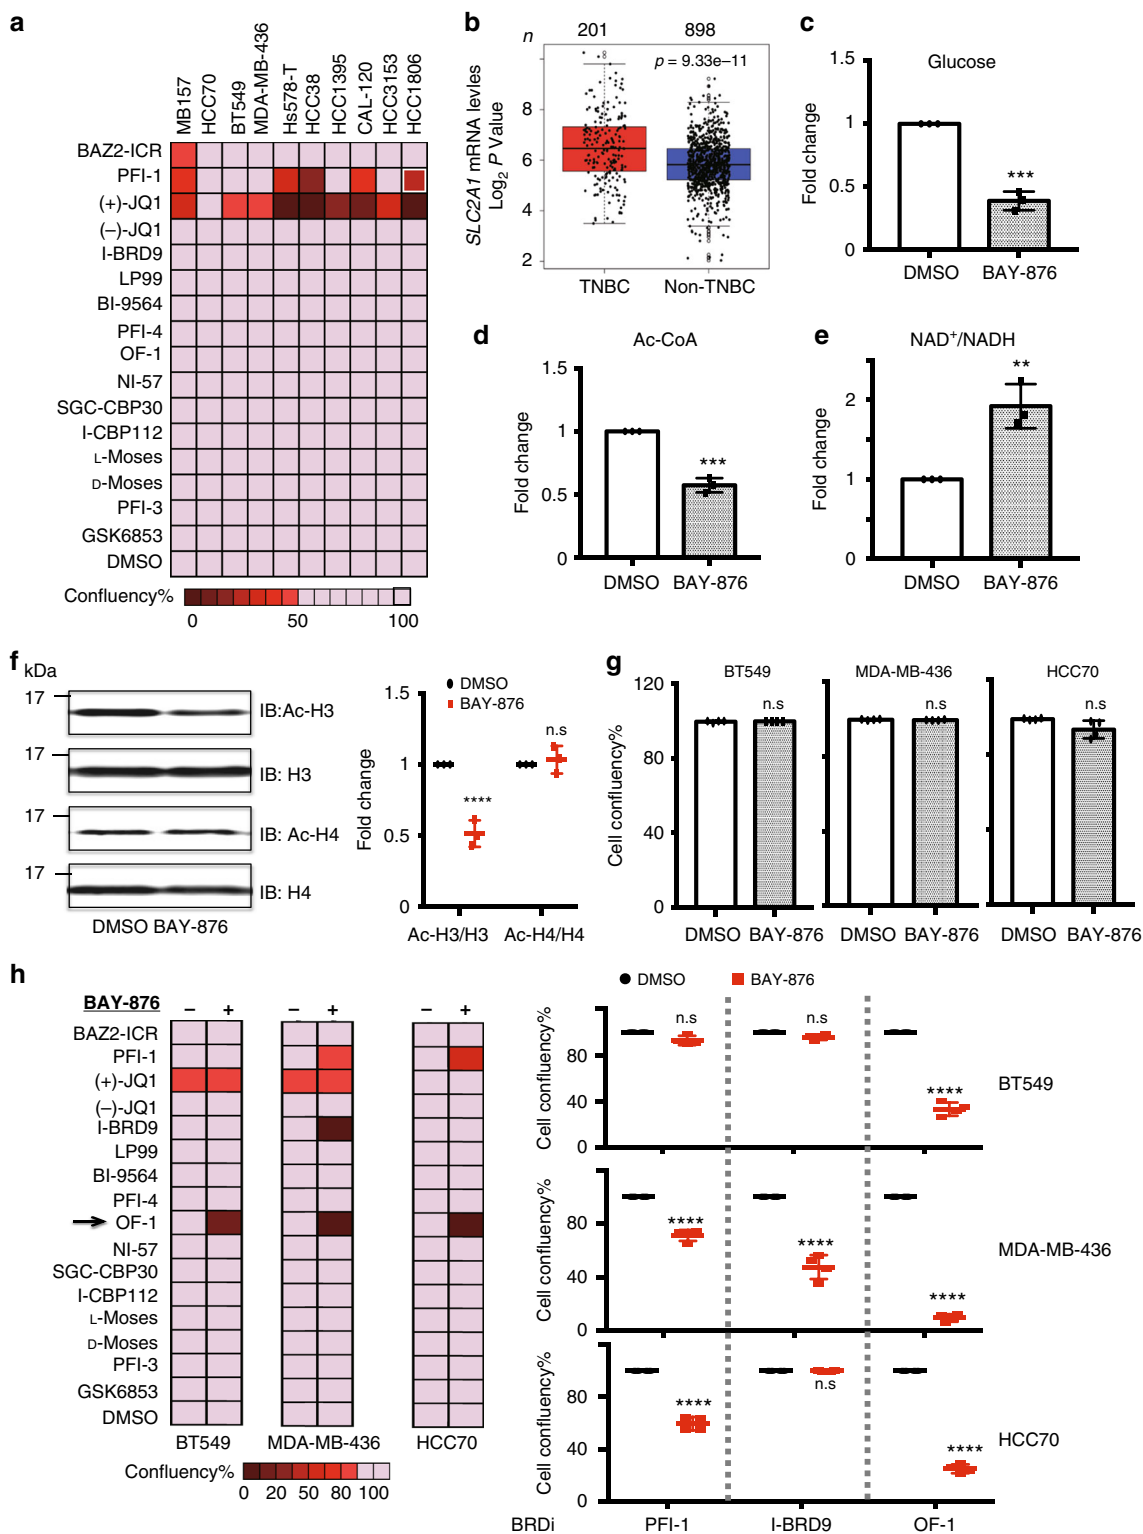 a
MB157
HCC70
BT549
MDA-MB-436
Hs578-T
HCC38
HCC1395
CAL-120
HCC3153
HCC1806
BAZ2-ICR
PFI-1
(+)-JQ1
(−)-JQ1
I-BRD9
LP99
BI-9564
PFI-4
OF-1
NI-57
SGC-CBP30
I-CBP112
L-Moses
D-Moses
PFI-3
GSK6853
DMSO
Confluency%
0 50 100
b
n 201 898
p = 9.33e−11
SLC2A1 mRNA levels
Log2 P Value
8
6
4
2
TNBC Non-TNBC
c
Glucose
Fold change
1.5
1
0.5
0
***
DMSO BAY-876
d
Ac-CoA
Fold change
1.5
1
0.5
0
***
DMSO BAY-876
e
NAD+/NADH
Fold change
2
1
0
**
DMSO BAY-876
f
kDa
17
IB:Ac-H3
IB: H3
17
IB: Ac-H4
17
IB: H4
DMSO BAY-876
DMSO
BAY-876
Fold change
1.5
1
0.5
0
****
n.s
Ac-H3/H3 Ac-H4/H4
g
BT549 MDA-MB-436 HCC70
Cell confluency%
120
80
40
0
n.s n.s n.s
DMSO BAY-876 DMSO BAY-876 DMSO BAY-876
h
BAY-876 − + − + − +
BAZ2-ICR
PFI-1
(+)-JQ1
(−)-JQ1
I-BRD9
LP99
BI-9564
PFI-4
OF-1
NI-57
SGC-CBP30
I-CBP112
L-Moses
D-Moses
PFI-3
GSK6853
DMSO
BT549 MDA-MB-436 HCC70
Confluency%
0 20 50 80 100
DMSO BAY-876
Cell confluency%
80
40
0
n.s n.s ****
BT549
Cell confluency%
80
40
0
**** **** ****
MDA-MB-436
Cell confluency%
80
40
0
**** n.s ****
HCC70
BRDi PFI-1 I-BRD9 OF-1